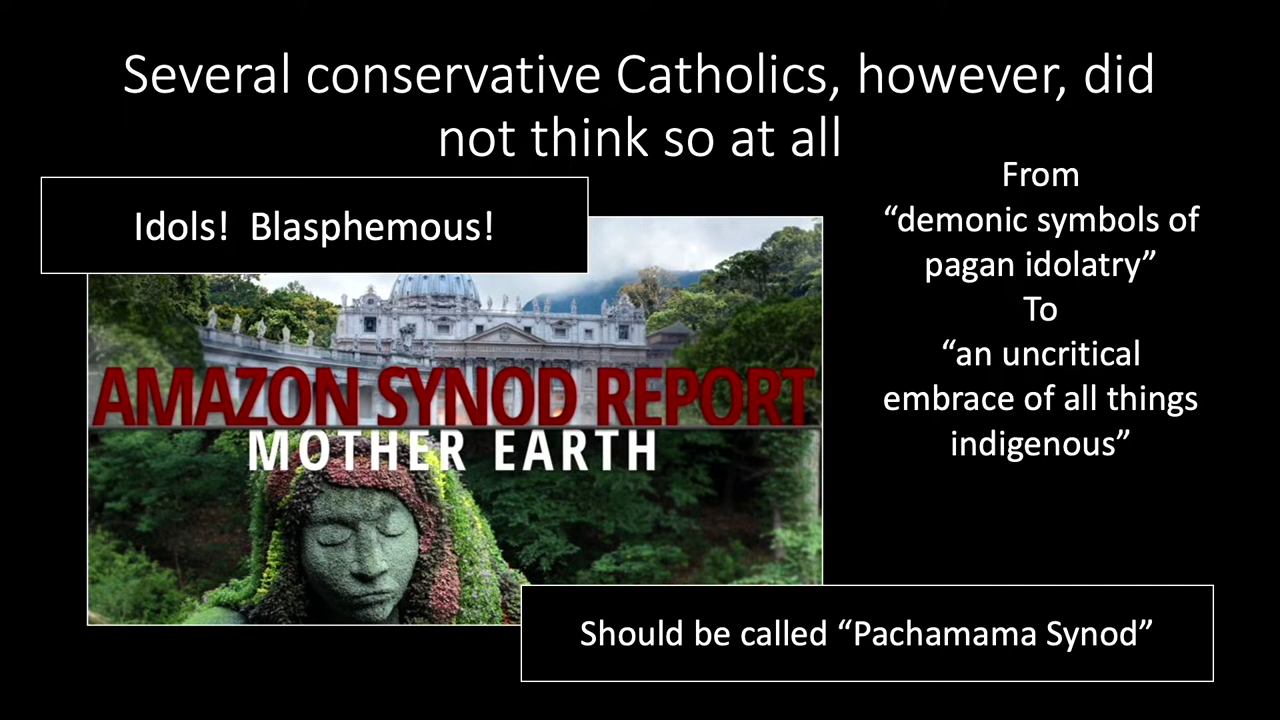 Several conservative Catholics, however, did
not think so at all
Idols!  Blasphemous!
AMAZON SYNOD REPORT
MOTHER EARTH
From
“demonic symbols of
pagan idolatry”
To
“an uncritical
embrace of all things
indigenous”
Should be called “Pachamama Synod”